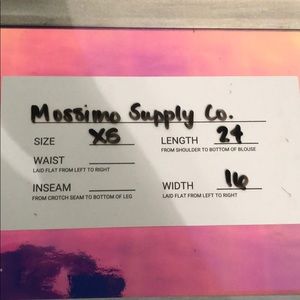 Mossimo Supply Co.
SIZE XS LENGTH 24
FROM SHOULDER TO BOTTOM OF BLOUSE
WAIST
LAID FLAT FROM LEFT TO RIGHT
INSEAM WIDTH 16
FROM CROTCH SEAM TO BOTTOM OF LEG LAID FLAT FROM LEFT TO RIGHT